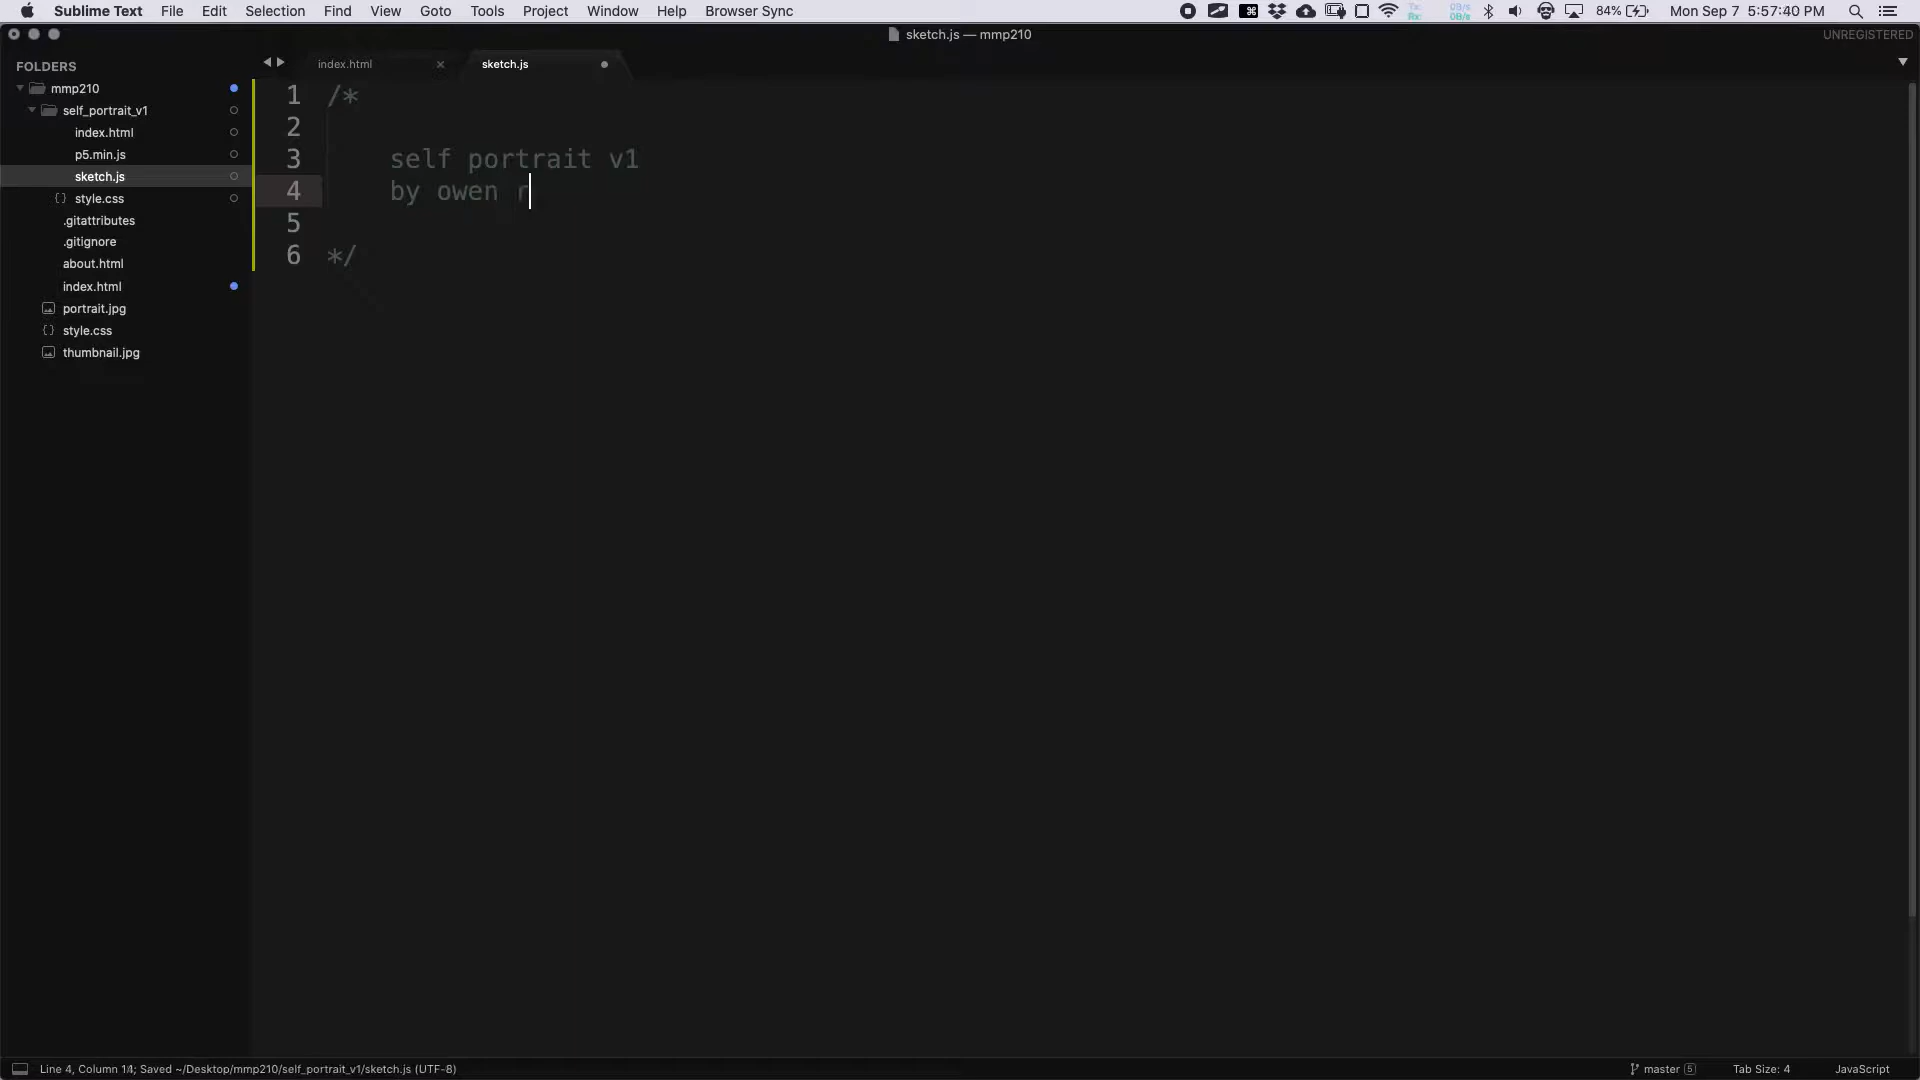 Sublime Text File Edit Selection Find View Goto Tools Project Window Help Browser Sync 84% Mon Sep 7 5:57:40 PM
sketch.js — mmp210
UNREGISTERED
FOLDERS
mmp210
self_portrait_v1
index.html
p5.min.js
sketch.js
style.css
.gitattributes
.gitignore
about.html
index.html
portrait.jpg
style.css
thumbnail.jpg
index.html
sketch.js
1 /*
2
3 self portrait v1
4 by owen r
5
6 */
Line 4, Column 14; Saved ~/Desktop/mmp210/self_portrait_v1/sketch.js (UTF-8)
master 5
Tab Size: 4
JavaScript